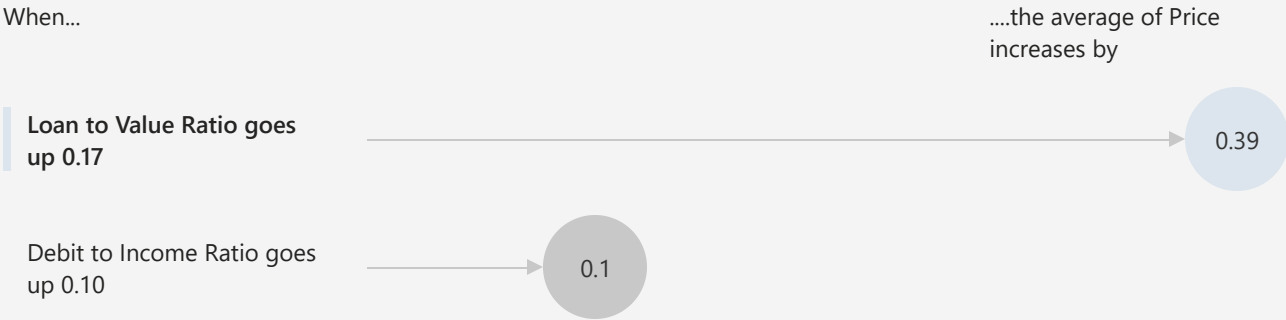 When...
....the average of Price
increases by
Loan to Value Ratio goes
up 0.17
0.39
Debit to Income Ratio goes
up 0.10
0.1